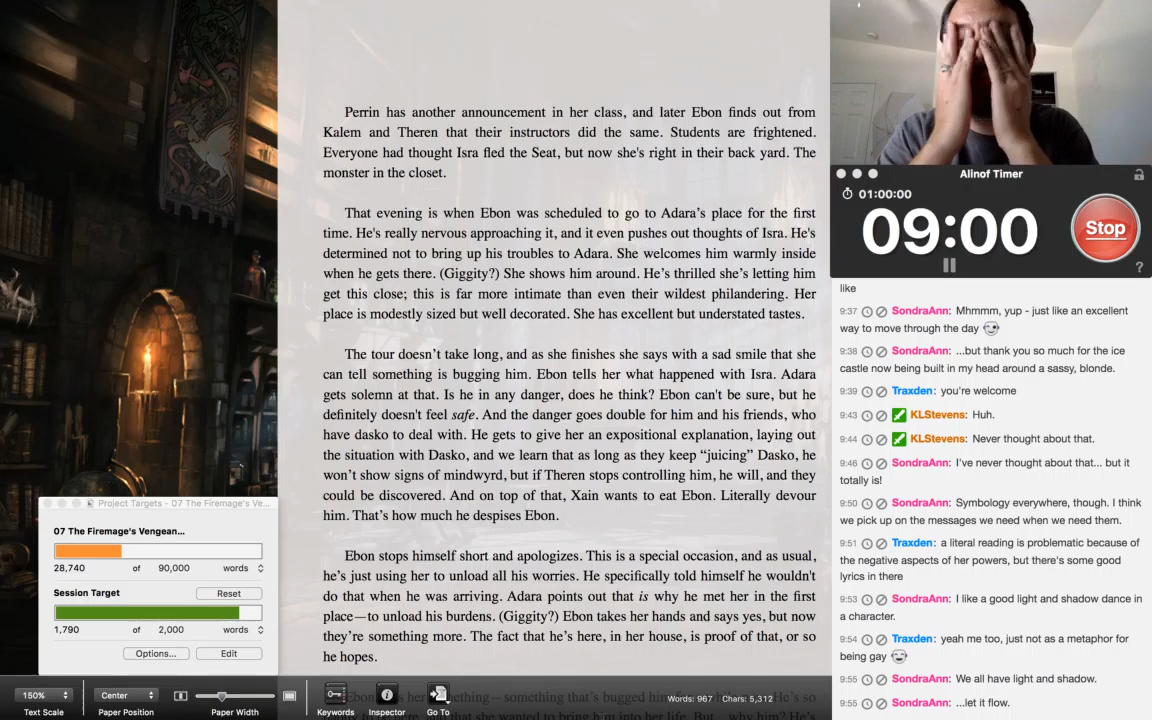 Perrin has another announcement in her class, and later Ebon finds out from
Kalem and Theren that their instructors did the same. Students are frightened.
Everyone had thought Isra fled the Seat, but now she's right in their back yard. The
monster in the closet.
That evening is when Ebon was scheduled to go to Adara’s place for the first
time. He's really nervous approaching it, and it even pushes out thoughts of Isra. He's
determined not to bring up his troubles to Adara. She welcomes him warmly inside
when he gets there. (Giggity?) She shows him around. He’s thrilled she’s letting him
get this close; this is far more intimate than even their wildest philandering. Her
place is modestly sized but well decorated. She has excellent but understated tastes.
The tour doesn’t take long, and as she finishes she says with a sad smile that she
can tell something is bugging him. Ebon tells her what happened with Isra. Adara
gets solemn at that. Is he in any danger, does he think? Ebon can't be sure, but he
definitely doesn't feel safe. And the danger goes double for him and his friends, who
have dasko to deal with. He gets to give her an expositional explanation, laying out
the situation with Dasko, and we learn that as long as they keep “juicing” Dasko, he
won’t show signs of mindwyrd, but if Theren stops controlling him, he will, and they
could be discovered. And on top of that, Xain wants to eat Ebon. Literally devour
him. That’s how much he despises Ebon.
Ebon stops himself short and apologizes. This is a special occasion, and as usual,
he’s just using her to unload all his worries. He specifically told himself he wouldn't
do that when he was arriving. Adara points out that is why he met her in the first
place—to unload his burdens. (Giggity?) Ebon takes her hands and says yes, but now
they’re something more. The fact that he’s here, in her house, is proof of that, or so
he hopes.
Project Targets - 07 The Firemage's Ve...
07 The Firemage's Vengean...
28,740 of 90,000 words
Session Target Reset
1,790 of 2,000 words
Options... Edit
150% Center
Text Scale Paper Position Paper Width Keywords Inspector Go To
Words: 967 Chars: 5,312
Alinof Timer
01:00:00
09:00
Stop
?
like
9:37 SondraAnn: Mhmmm, yup - just like an excellent
way to move through the day
9:38 SondraAnn: ...but thank you so much for the ice
castle now being built in my head around a sassy, blonde.
9:39 Traxden: you're welcome
9:43 KLStevens: Huh.
9:44 KLStevens: Never thought about that.
9:46 SondraAnn: I've never thought about that... but it
totally is!
9:50 SondraAnn: Symbology everywhere, though. I think
we pick up on the messages we need when we need them.
9:51 Traxden: a literal reading is problematic because of
the negative aspects of her powers, but there's some good
lyrics in there
9:53 SondraAnn: I like a good light and shadow dance in
a character.
9:54 Traxden: yeah me too, just not as a metaphor for
being gay
9:55 SondraAnn: We all have light and shadow.
9:55 SondraAnn: ...let it flow.